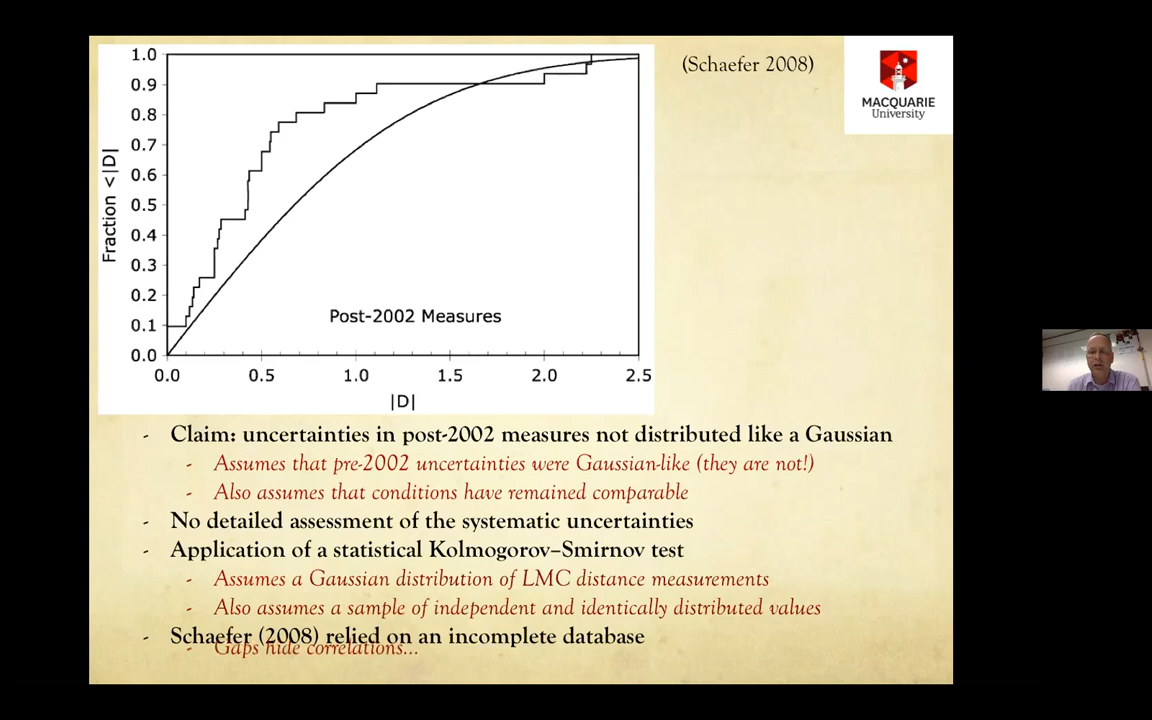 (Schaefer 2008)
MACQUARIE
University
Fraction <|D|
1.0
0.9
0.8
0.7
0.6
0.5
0.4
0.3
0.2
0.1
0.0
Post-2002 Measures
0.0 0.5 1.0 1.5 2.0 2.5
|D|
- Claim: uncertainties in post-2002 measures not distributed like a Gaussian
- Assumes that pre-2002 uncertainties were Gaussian-like (they are not!)
- Also assumes that conditions have remained comparable
- No detailed assessment of the systematic uncertainties
- Application of a statistical Kolmogorov–Smirnov test
- Assumes a Gaussian distribution of LMC distance measurements
- Also assumes a sample of independent and identically distributed values
- Schaefer (2008) relied on an incomplete database
- Gaps hide correlations...